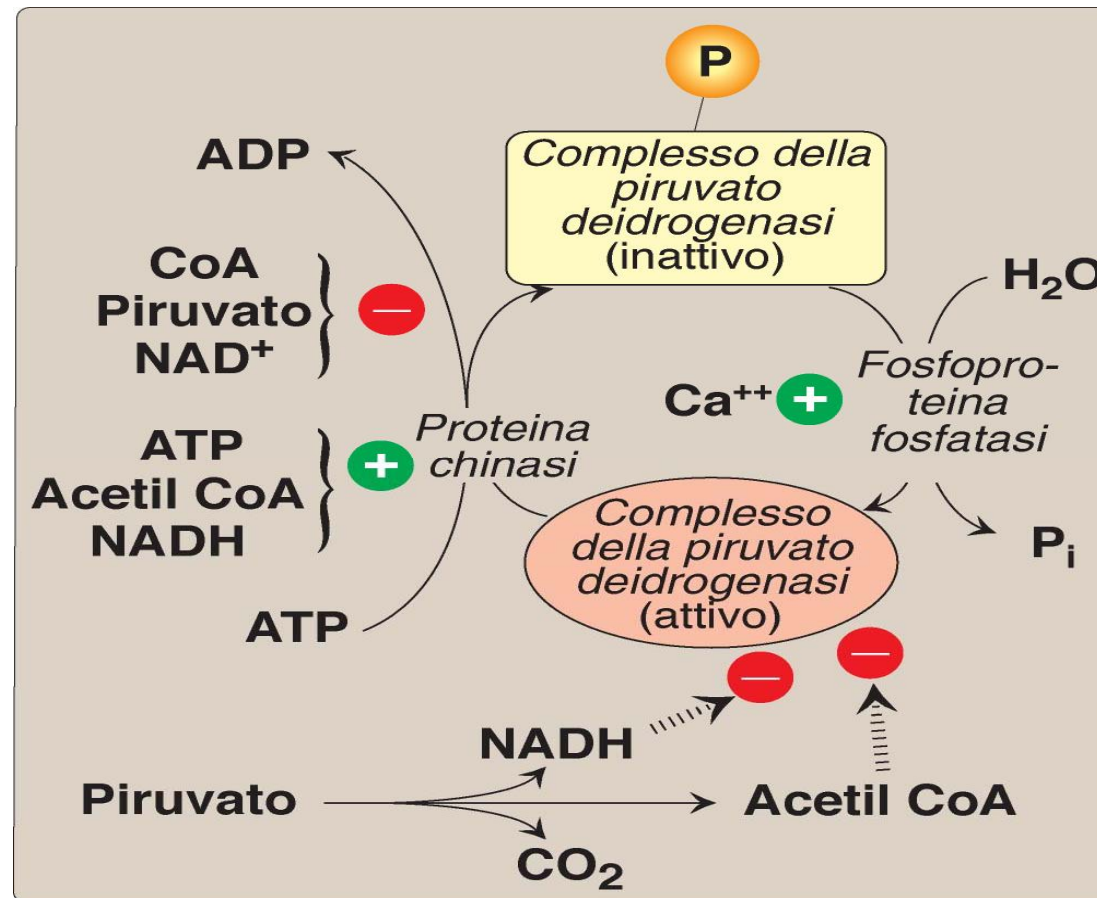 P
Complesso della
piruvato
deidrogenasi
(inattivo)
ADP
CoA
Piruvato
NAD⁺
−
ATP
Acetil CoA
NADH
+
Proteina
chinasi
ATP
H₂O
Ca⁺⁺ +
Fosfopro-
teina
fosfatasi
Pᵢ
Complesso
della piruvato
deidrogenasi
(attivo)
−
−
NADH
Piruvato
Acetil CoA
CO₂